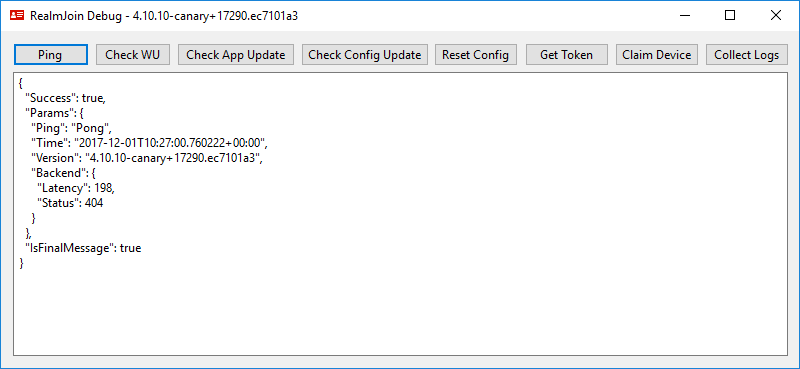 RealmJoin Debug - 4.10.10-canary+17290.ec7101a3
Ping Check WU Check App Update Check Config Update Reset Config Get Token Claim Device Collect Logs
{
"Success": true,
"Params": {
"Ping": "Pong",
"Time": "2017-12-01T10:27:00.760222+00:00",
"Version": "4.10.10-canary+17290.ec7101a3",
"Backend": {
"Latency": 198,
"Status": 404
}
},
"IsFinalMessage": true
}